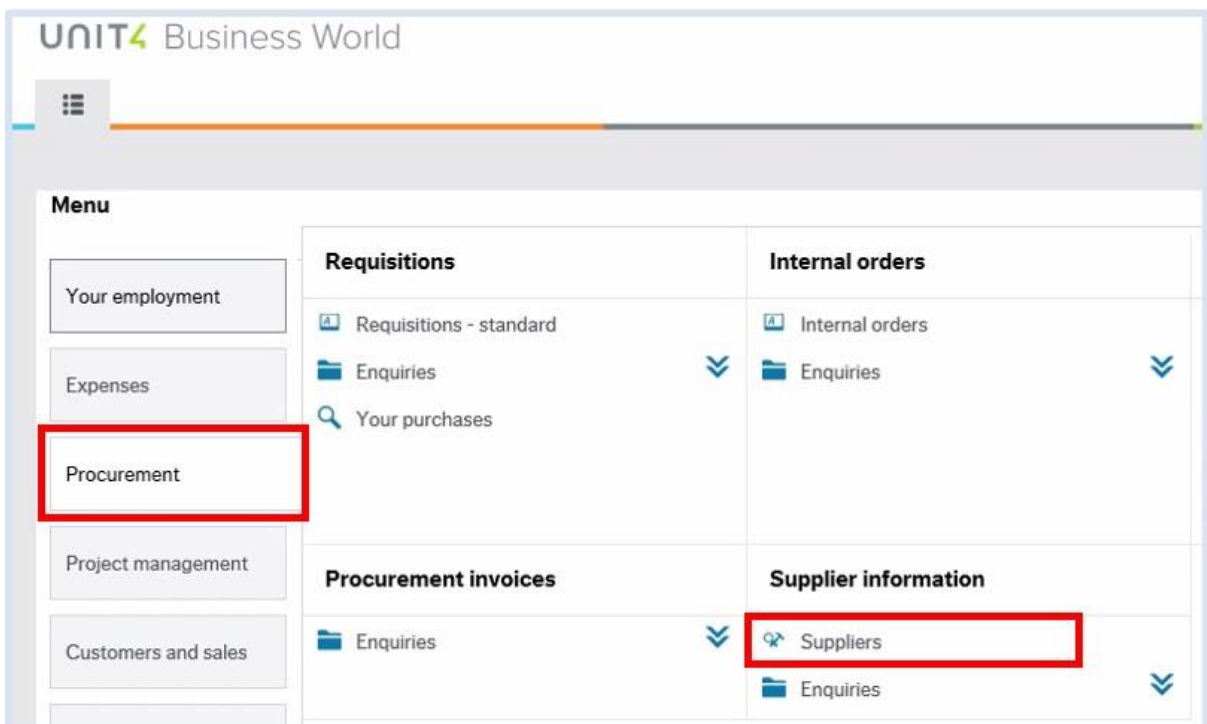 UNIT4 Business World
Menu
Your employment
Expenses
Procurement
Project management
Customers and sales
Requisitions
Requisitions - standard
Enquiries
Your purchases
Internal orders
Internal orders
Enquiries
Procurement invoices
Enquiries
Supplier information
Suppliers
Enquiries